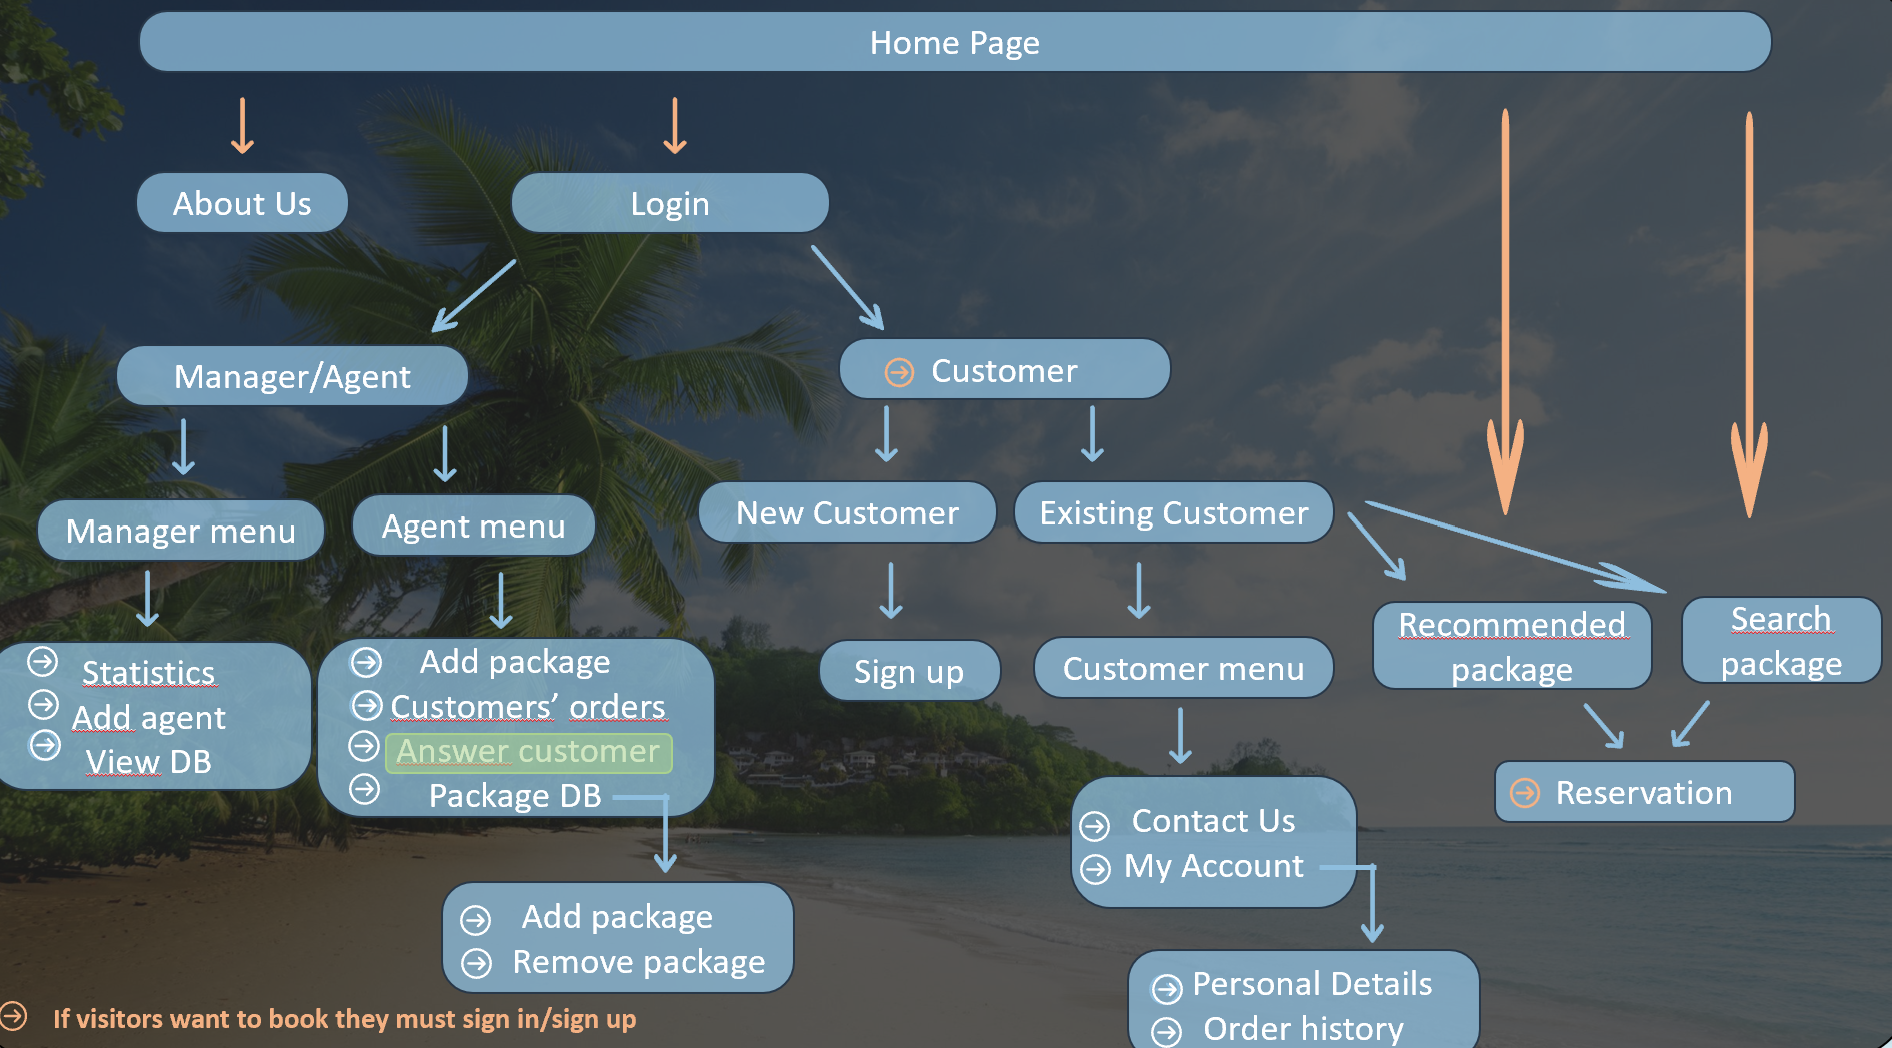 Home Page
About Us
Login
Manager/Agent
Customer
Manager menu
Agent menu
New Customer
Existing Customer
Statistics
Add agent
View DB
Add package
Customers’ orders
Answer customer
Package DB
Sign up
Customer menu
Recommended
package
Search
package
Reservation
Contact Us
My Account
Add package
Remove package
Personal Details
Order history
If visitors want to book they must sign in/sign up